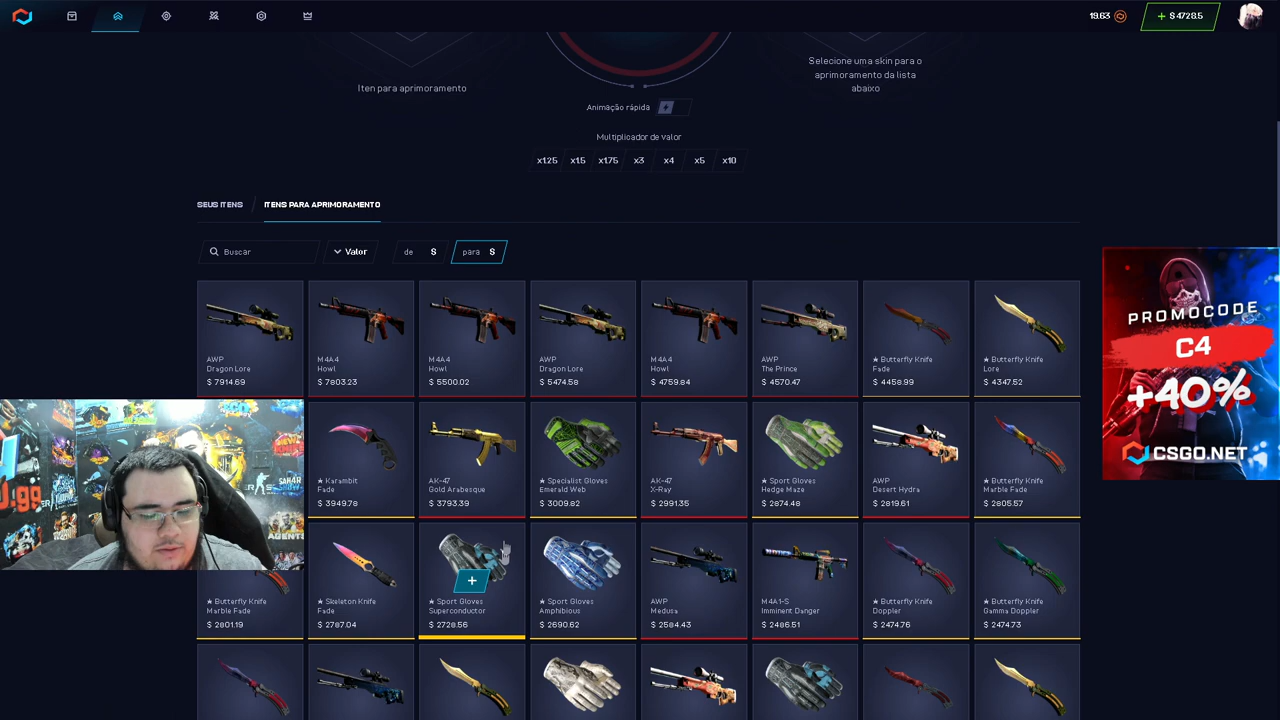 19.63
+ $ 4728.5
Iten para aprimoramento
Selecione uma skin para o
aprimoramento da lista
abaixo
Animação rápida
Multiplicador de valor
x1.25 x1.5 x1.75 x3 x4 x5 x10
SEUS ITENS / ITENS PARA APRIMORAMENTO
Buscar
Valor
de $
para $
AWP
Dragon Lore
$ 7914.69
M4A4
Howl
$ 7803.23
M4A4
Howl
$ 5500.02
AWP
Dragon Lore
$ 5474.58
M4A4
Howl
$ 4759.84
AWP
The Prince
$ 4570.47
★ Butterfly Knife
Fade
$ 4458.99
★ Butterfly Knife
Lore
$ 4347.52
★ Karambit
Fade
$ 3949.78
AK-47
Gold Arabesque
$ 3793.39
★ Specialist Gloves
Emerald Web
$ 3009.82
AK-47
X-Ray
$ 2991.35
★ Sport Gloves
Hedge Maze
$ 2874.48
AWP
Desert Hydra
$ 2819.61
★ Butterfly Knife
Marble Fade
$ 2805.57
★ Butterfly Knife
Marble Fade
$ 2801.19
★ Skeleton Knife
Fade
$ 2787.04
+
★ Sport Gloves
Superconductor
$ 2728.56
★ Sport Gloves
Amphibious
$ 2690.62
AWP
Medusa
$ 2584.43
M4A1-S
Imminent Danger
$ 2486.51
★ Butterfly Knife
Doppler
$ 2474.76
★ Butterfly Knife
Gamma Doppler
$ 2474.73
PROMOCODE
C4
+40%
CSGO.NET
AGENTS